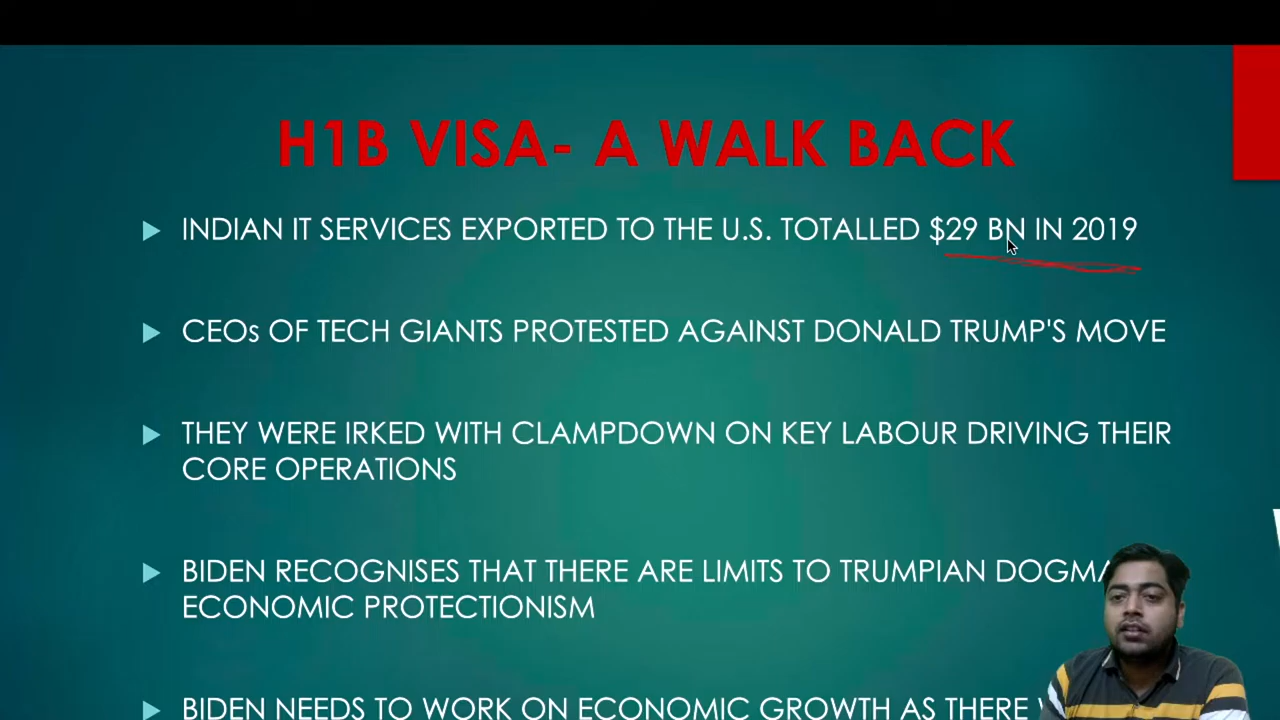 H1B VISA- A WALK BACK
INDIAN IT SERVICES EXPORTED TO THE U.S. TOTALLED $29 BN IN 2019
CEOs OF TECH GIANTS PROTESTED AGAINST DONALD TRUMP'S MOVE
THEY WERE IRKED WITH CLAMPDOWN ON KEY LABOUR DRIVING THEIR
CORE OPERATIONS
BIDEN RECOGNISES THAT THERE ARE LIMITS TO TRUMPIAN DOGMA
ECONOMIC PROTECTIONISM
BIDEN NEEDS TO WORK ON ECONOMIC GROWTH AS THERE